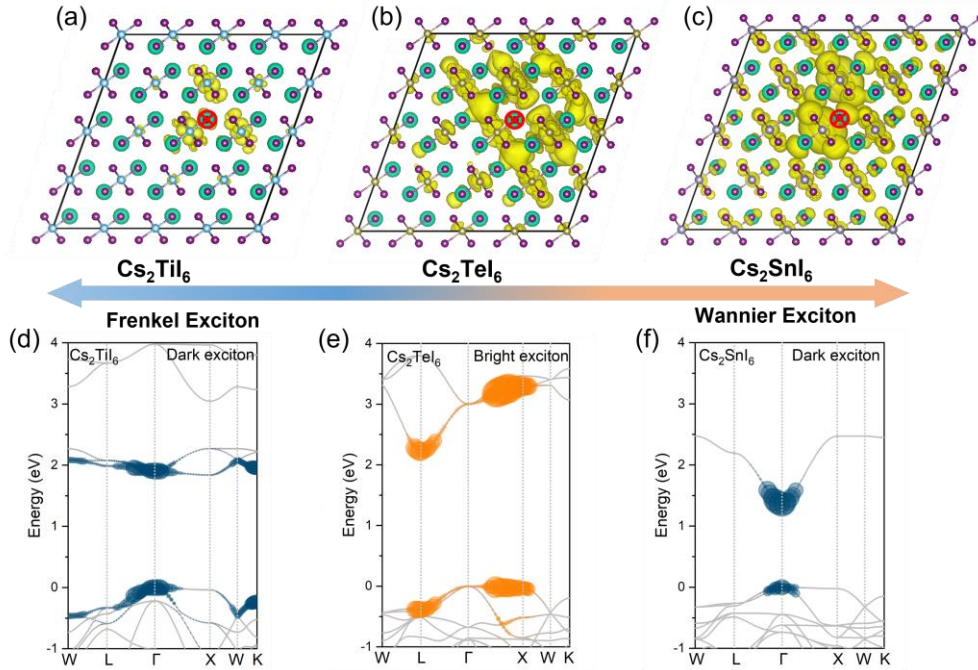 (a) (b) (c)
Cs₂TiI₆ Cs₂TeI₆ Cs₂SnI₆
Frenkel Exciton Wannier Exciton
(d) (e) (f)
4 Cs₂TiI₆ Dark exciton
3
2
1
0
-1
Energy (eV)
W L Γ X W K
4 Cs₂TeI₆ Bright exciton
3
2
1
0
-1
Energy (eV)
W L Γ X W K
4 Cs₂SnI₆ Dark exciton
3
2
1
0
-1
Energy (eV)
W L Γ X W K